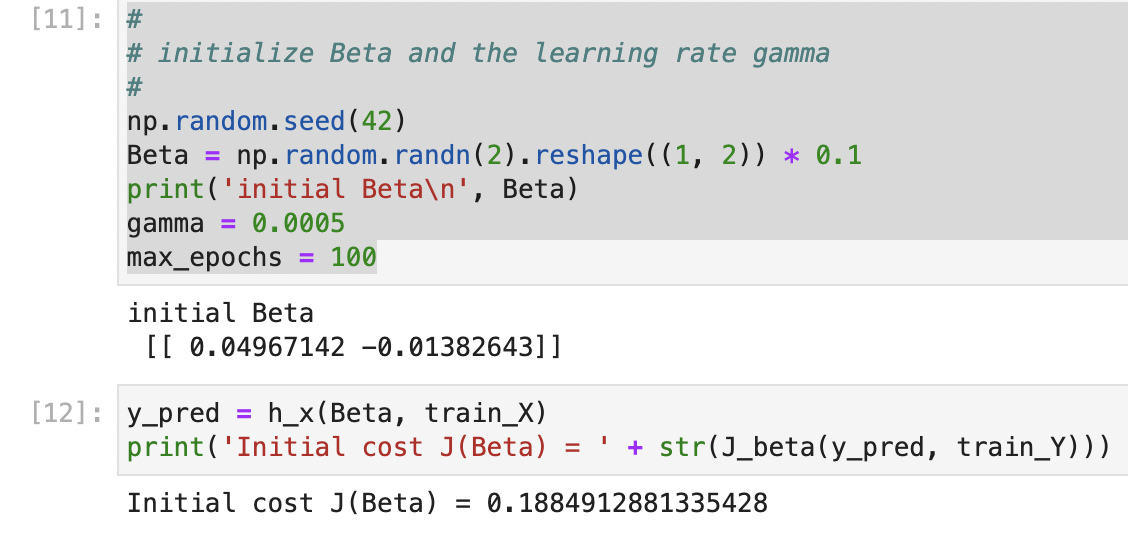 [11]: #
# initialize Beta and the learning rate gamma
#
np.random.seed(42)
Beta = np.random.randn(2).reshape((1, 2)) * 0.1
print('initial Beta\n', Beta)
gamma = 0.0005
max_epochs = 100
initial Beta
 [[ 0.04967142 -0.01382643]]
[12]: y_pred = h_x(Beta, train_X)
print('Initial cost J(Beta) = ' + str(J_beta(y_pred, train_Y)))
Initial cost J(Beta) = 0.1884912881335428